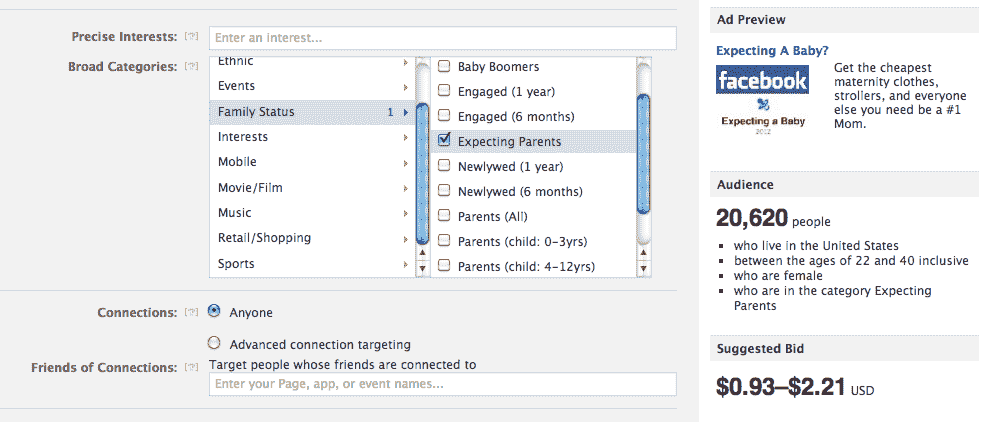 Precise Interests: [?] Enter an interest...
Broad Categories: [?]
Ethnic
Events
Family Status 1
Interests
Mobile
Movie/Film
Music
Retail/Shopping
Sports
Baby Boomers
Engaged (1 year)
Engaged (6 months)
Expecting Parents
Newlywed (1 year)
Newlywed (6 months)
Parents (All)
Parents (child: 0-3yrs)
Parents (child: 4-12yrs)
Connections: [?] Anyone
Advanced connection targeting
Friends of Connections: [?] Target people whose friends are connected to
Enter your Page, app, or event names...
Ad Preview
Expecting A Baby?
facebook
Expecting a Baby
2012
Get the cheapest
maternity clothes,
strollers, and everyone
else you need be a #1
Mom.
Audience
20,620 people
who live in the United States
between the ages of 22 and 40 inclusive
who are female
who are in the category Expecting
Parents
Suggested Bid
$0.93–$2.21 USD